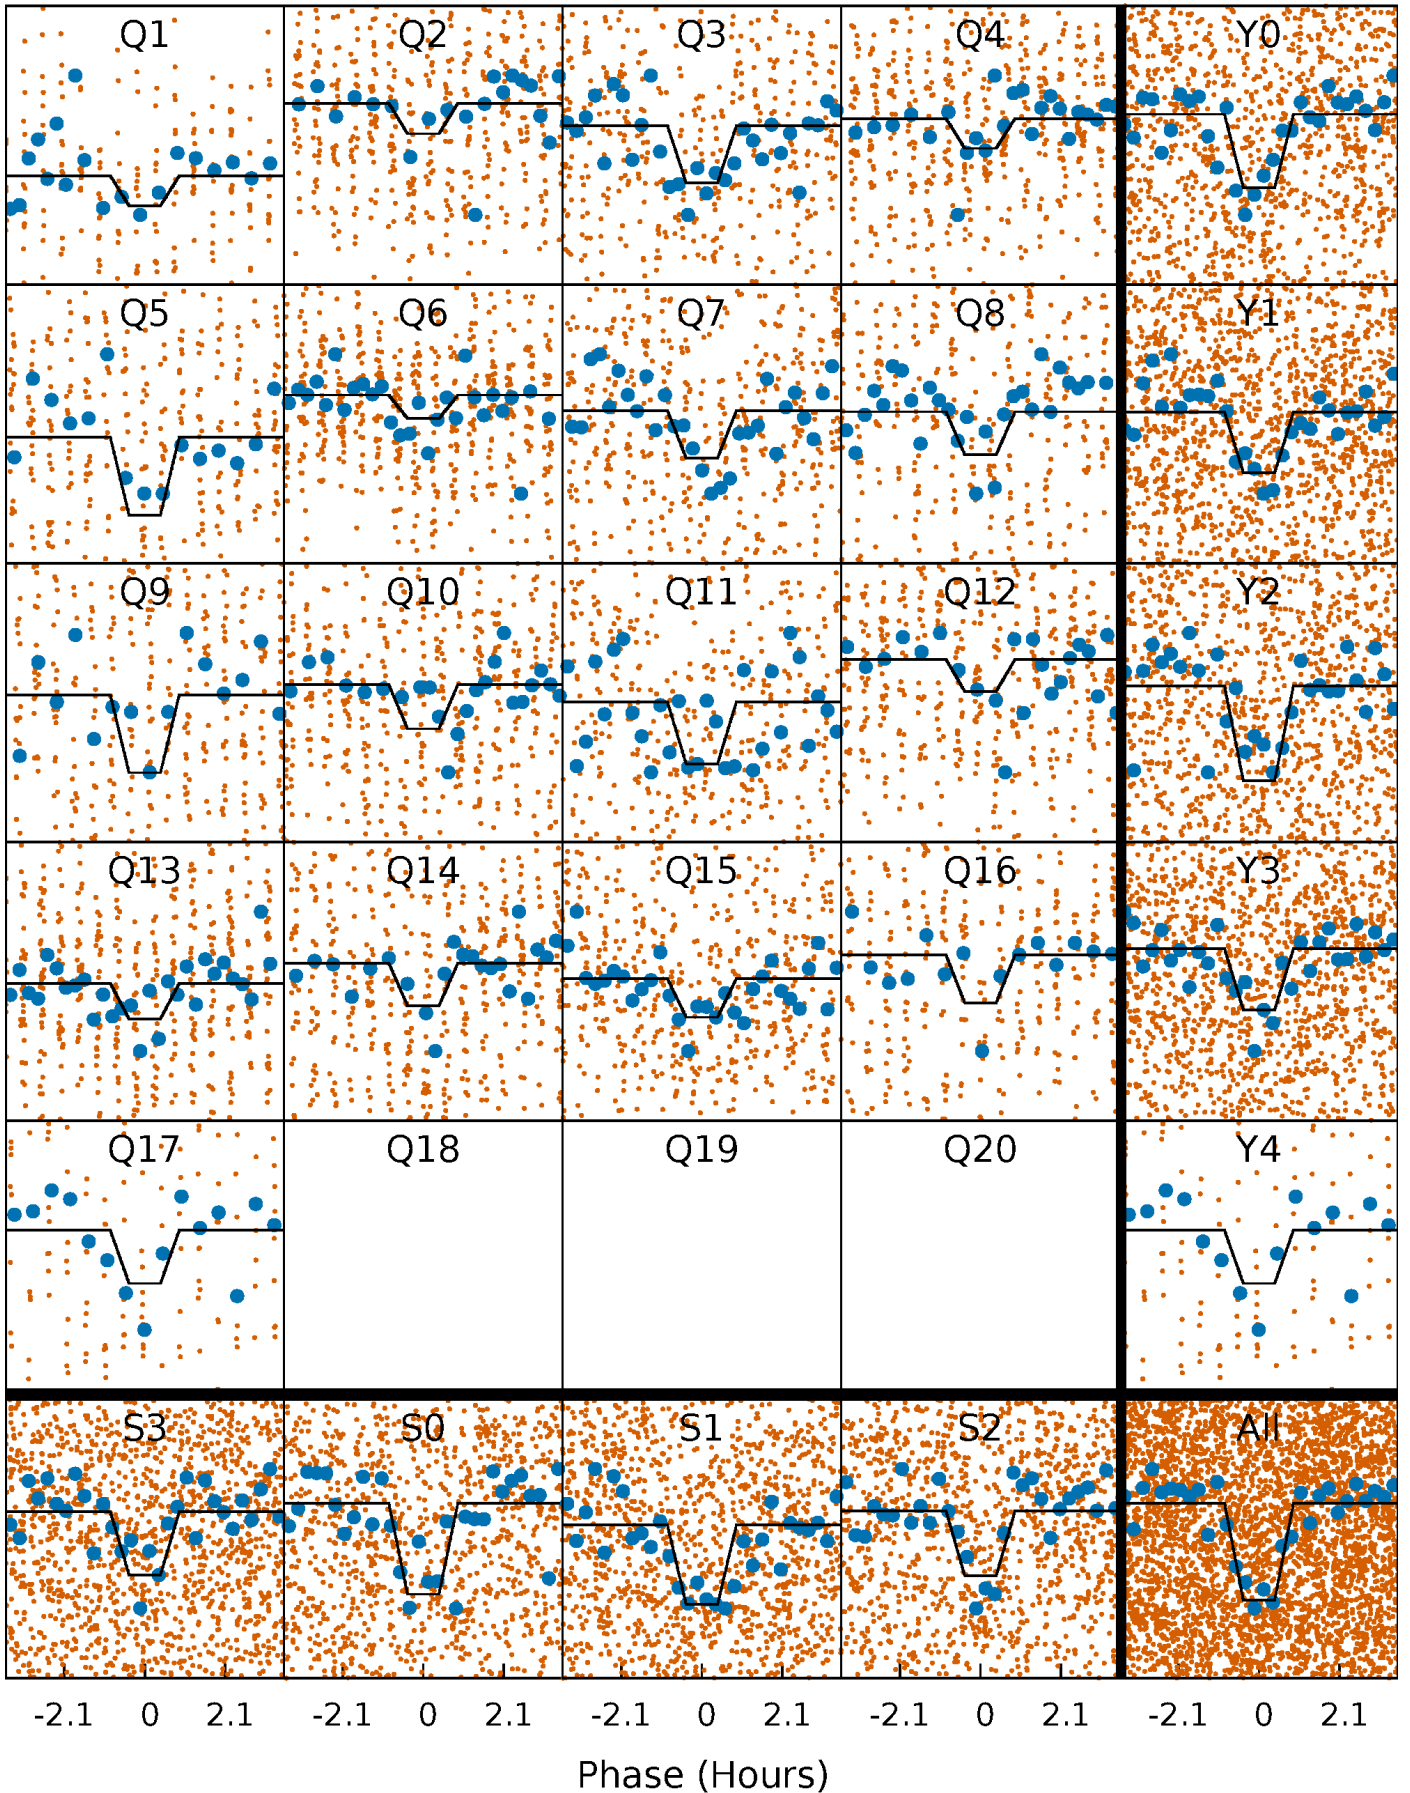 Q1 Q2 Q3 Q4 Y0
Q5 Q6 Q7 Q8 Y1
Q9 Q10 Q11 Q12 Y2
Q13 Q14 Q15 Q16 Y3
Q17 Q18 Q19 Q20 Y4
S3 S0 S1 S2 All
-2.1 0 2.1 -2.1 0 2.1 -2.1 0 2.1 -2.1 0 2.1 -2.1 0 2.1
Phase (Hours)